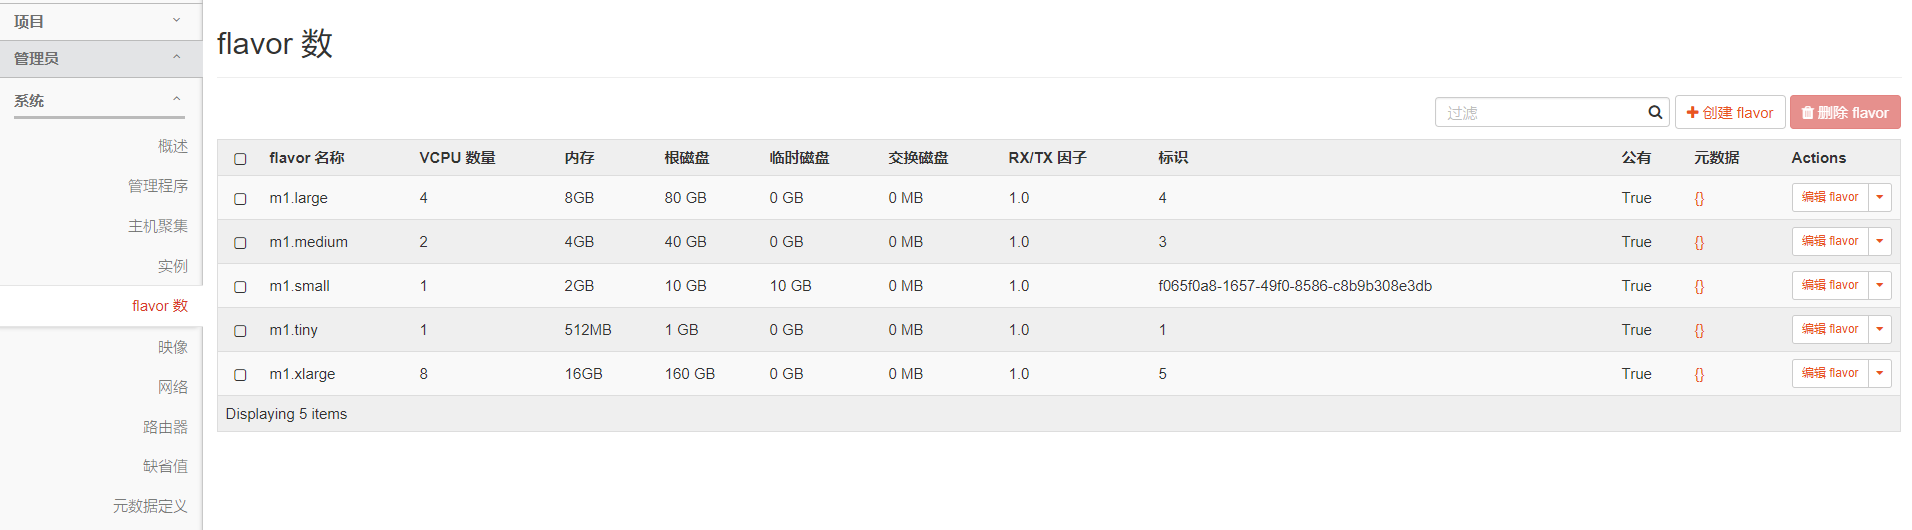 项目
管理员
系统
概述
管理程序
主机聚集
实例
flavor 数
映像
网络
路由器
缺省值
元数据定义
flavor 数
过滤 创建 flavor 删除 flavor
flavor 名称 VCPU 数量 内存 根磁盘 临时磁盘 交换磁盘 RX/TX 因子 标识 公有 元数据 Actions
m1.large 4 8GB 80 GB 0 GB 0 MB 1.0 4 True {} 编辑 flavor
m1.medium 2 4GB 40 GB 0 GB 0 MB 1.0 3 True {} 编辑 flavor
m1.small 1 2GB 10 GB 10 GB 0 MB 1.0 f065f0a8-1657-49f0-8586-c8b9b308e3db True {} 编辑 flavor
m1.tiny 1 512MB 1 GB 0 GB 0 MB 1.0 1 True {} 编辑 flavor
m1.xlarge 8 16GB 160 GB 0 GB 0 MB 1.0 5 True {} 编辑 flavor
Displaying 5 items